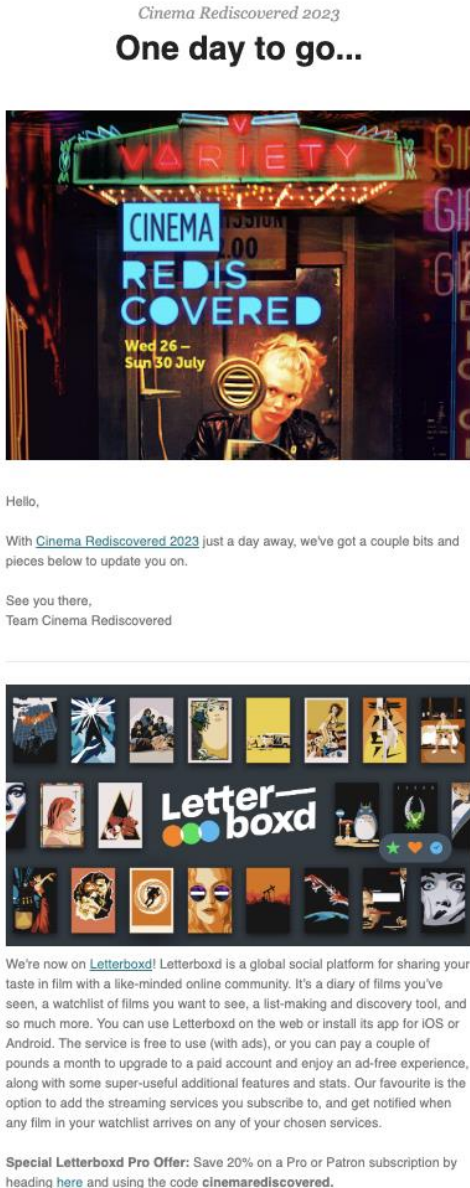 Cinema Rediscovered 2023
One day to go...
VARIETY
CINEMA
REDIS
COVERED
Wed 26 –
Sun 30 July
Hello,
With Cinema Rediscovered 2023 just a day away, we've got a couple bits and
pieces below to update you on.
See you there,
Team Cinema Rediscovered
Letter—
boxd
We're now on Letterboxd! Letterboxd is a global social platform for sharing your
taste in film with a like-minded online community. It's a diary of films you've
seen, a watchlist of films you want to see, a list-making and discovery tool, and
so much more. You can use Letterboxd on the web or install its app for iOS or
Android. The service is free to use (with ads), or you can pay a couple of
pounds a month to upgrade to a paid account and enjoy an ad-free experience,
along with some super-useful additional features and stats. Our favourite is the
option to add the streaming services you subscribe to, and get notified when
any film in your watchlist arrives on any of your chosen services.
Special Letterboxd Pro Offer: Save 20% on a Pro or Patron subscription by
heading here and using the code cinemarediscovered.